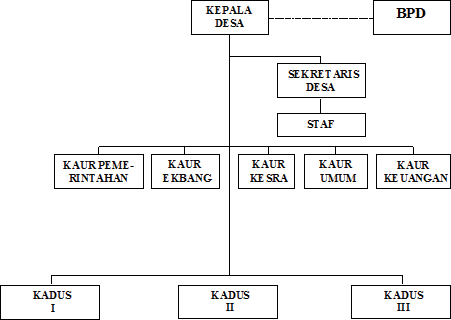 KEPALA
DESA
BPD
SEKRETARIS
DESA
STAF
KAUR PEME-
RINTAHAN
KAUR
EKBANG
KAUR
KESRA
KAUR
UMUM
KAUR
KEUANGAN
KADUS
I
KADUS
II
KADUS
III